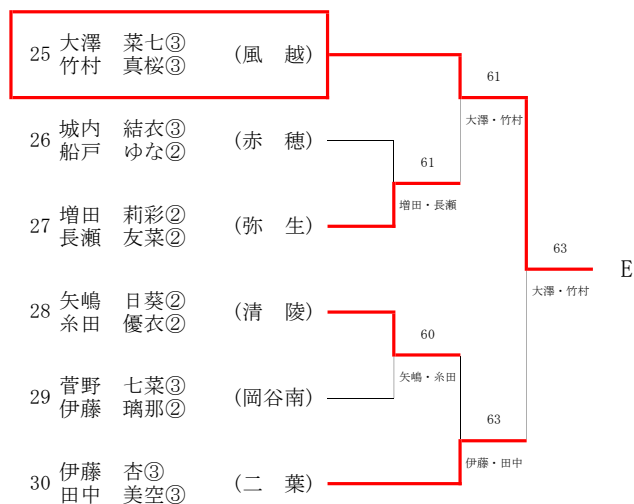 25 大澤 菜七③ (風 越)
竹村 真桜③
61
大澤・竹村
26 城内 結衣③ (赤 穂)
船戸 ゆな②
61
増田・長瀬
27 増田 莉彩② (弥 生)
長瀬 友菜②
63
大澤・竹村
E
28 矢嶋 日葵② (清 陵)
糸田 優衣②
60
矢嶋・糸田
29 菅野 七菜③ (岡谷南)
伊藤 璃那②
63
伊藤・田中
30 伊藤 杏③ (二 葉)
田中 美空③